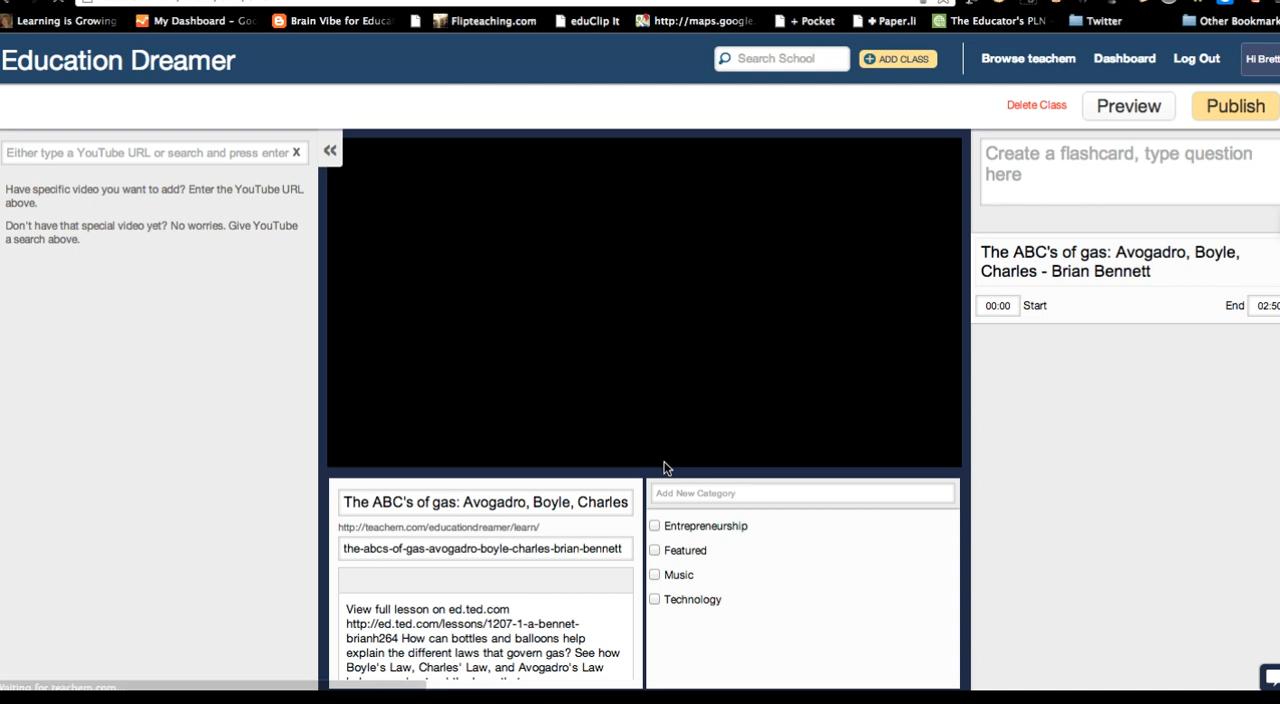 Learning is Growing
My Dashboard – Goo
Brain Vibe for Educat
Flipteaching.com
eduClip It
http://maps.google.
+ Pocket
+ Paper.li
The Educator's PLN
Twitter
Other Bookmark
Education Dreamer
Search School
ADD CLASS
Browse teachem
Dashboard
Log Out
Hi Brett
Delete Class
Preview
Publish
Either type a YouTube URL or search and press enter X
Have specific video you want to add? Enter the YouTube URL
above.
Don't have that special video yet? No worries. Give YouTube
a search above.
«
Create a flashcard, type question
here
The ABC's of gas: Avogadro, Boyle,
Charles - Brian Bennett
00:00 Start
End 02:50
The ABC's of gas: Avogadro, Boyle, Charles
http://teachem.com/educationdreamer/learn/
the-abcs-of-gas-avogadro-boyle-charles-brian-bennett
View full lesson on ed.ted.com
http://ed.ted.com/lessons/1207-1-a-bennet-
brianh264 How can bottles and balloons help
explain the different laws that govern gas? See how
Boyle's Law, Charles' Law, and Avogadro's Law
Add New Category
Entrepreneurship
Featured
Music
Technology
Waiting for teachem.com...